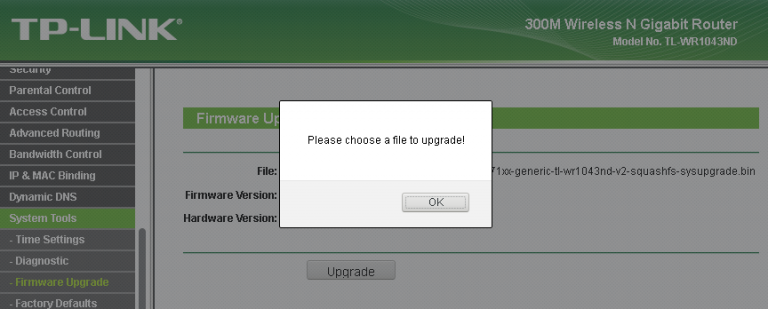 TP-LINK®
300M Wireless N Gigabit Router
Model No. TL-WR1043ND
Security
Parental Control
Access Control
Advanced Routing
Bandwidth Control
IP & MAC Binding
Dynamic DNS
System Tools
- Time Settings
- Diagnostic
- Firmware Upgrade
- Factory Defaults
Firmware Up
File: 71xx-generic-tl-wr1043nd-v2-squashfs-sysupgrade.bin
Firmware Version:
Hardware Version:
Upgrade
Please choose a file to upgrade!
OK